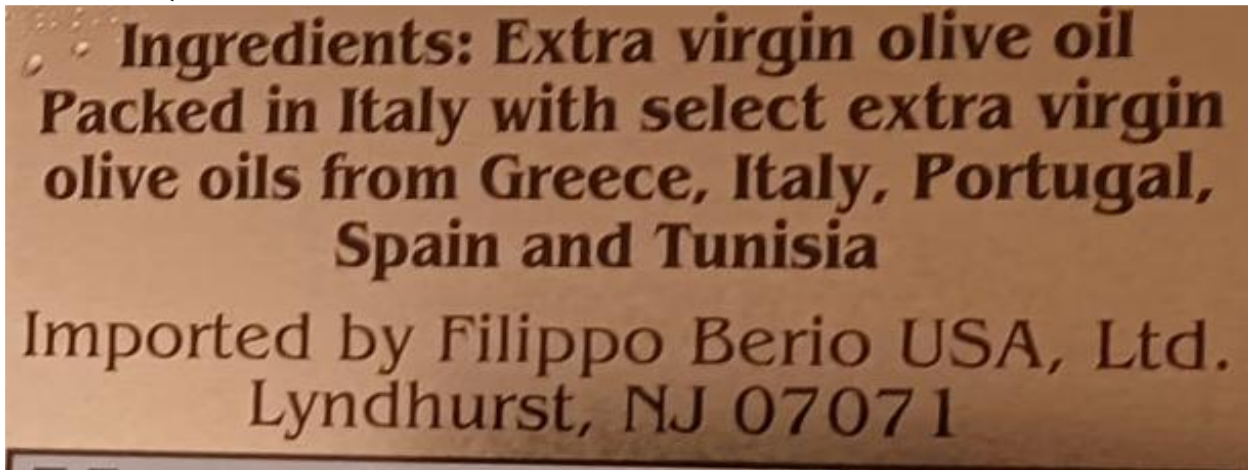 Ingredients: Extra virgin olive oil
Packed in Italy with select extra virgin
olive oils from Greece, Italy, Portugal,
Spain and Tunisia
Imported by Filippo Berio USA, Ltd.
Lyndhurst, NJ 07071